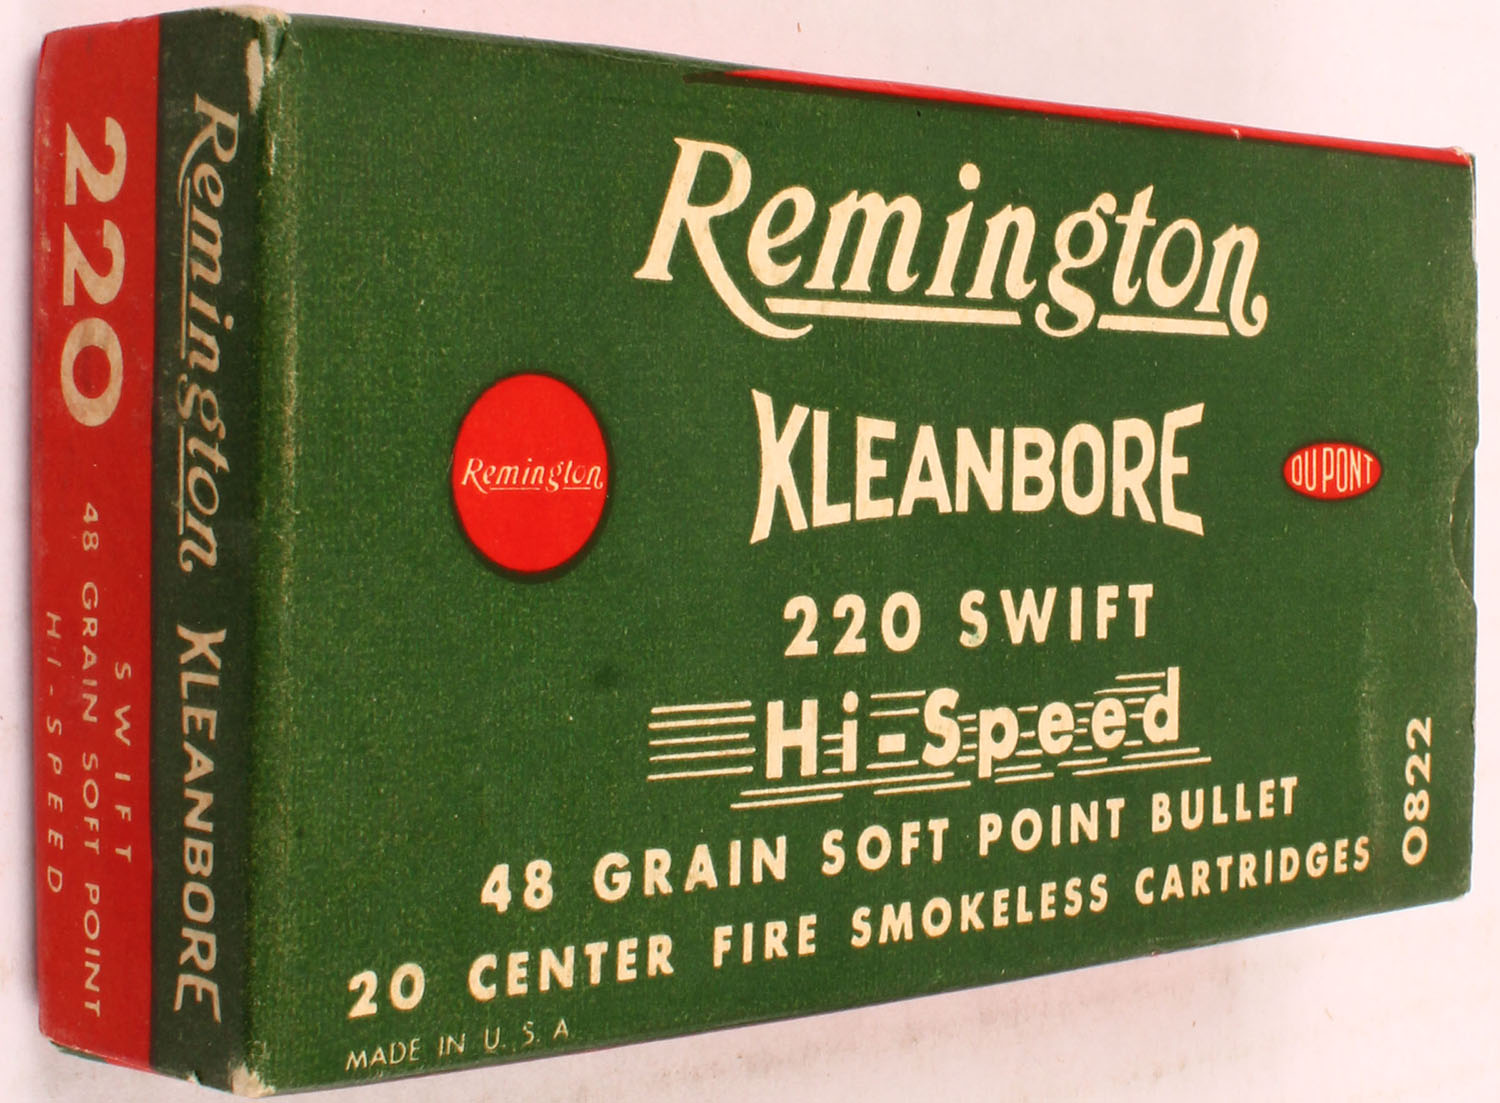 Remington
KLEANBORE
Remington
DU PONT
220 SWIFT
Hi-Speed
48 GRAIN SOFT POINT BULLET
20 CENTER FIRE SMOKELESS CARTRIDGES
MADE IN U. S. A
0822
Remington KLEANBORE
220
SWIFT
48 GRAIN SOFT POINT
HI-SPEED